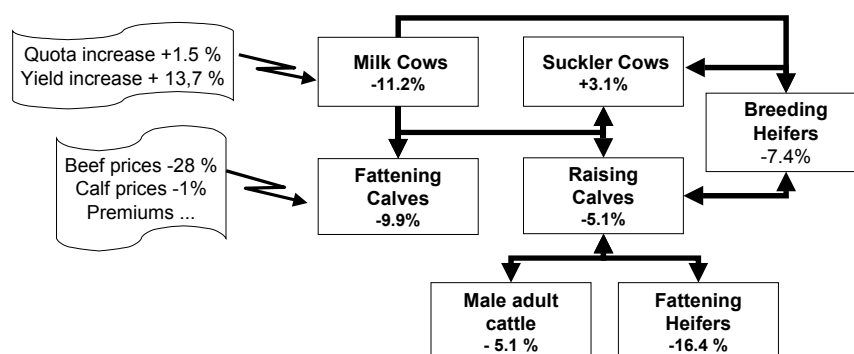 Quota increase +1.5 %
Yield increase + 13,7 %
Milk Cows
-11.2%
Suckler Cows
+3.1%
Breeding
Heifers
-7.4%
Beef prices -28 %
Calf prices -1%
Premiums ...
Fattening
Calves
-9.9%
Raising
Calves
-5.1%
Male adult
cattle
- 5.1 %
Fattening
Heifers
-16.4 %